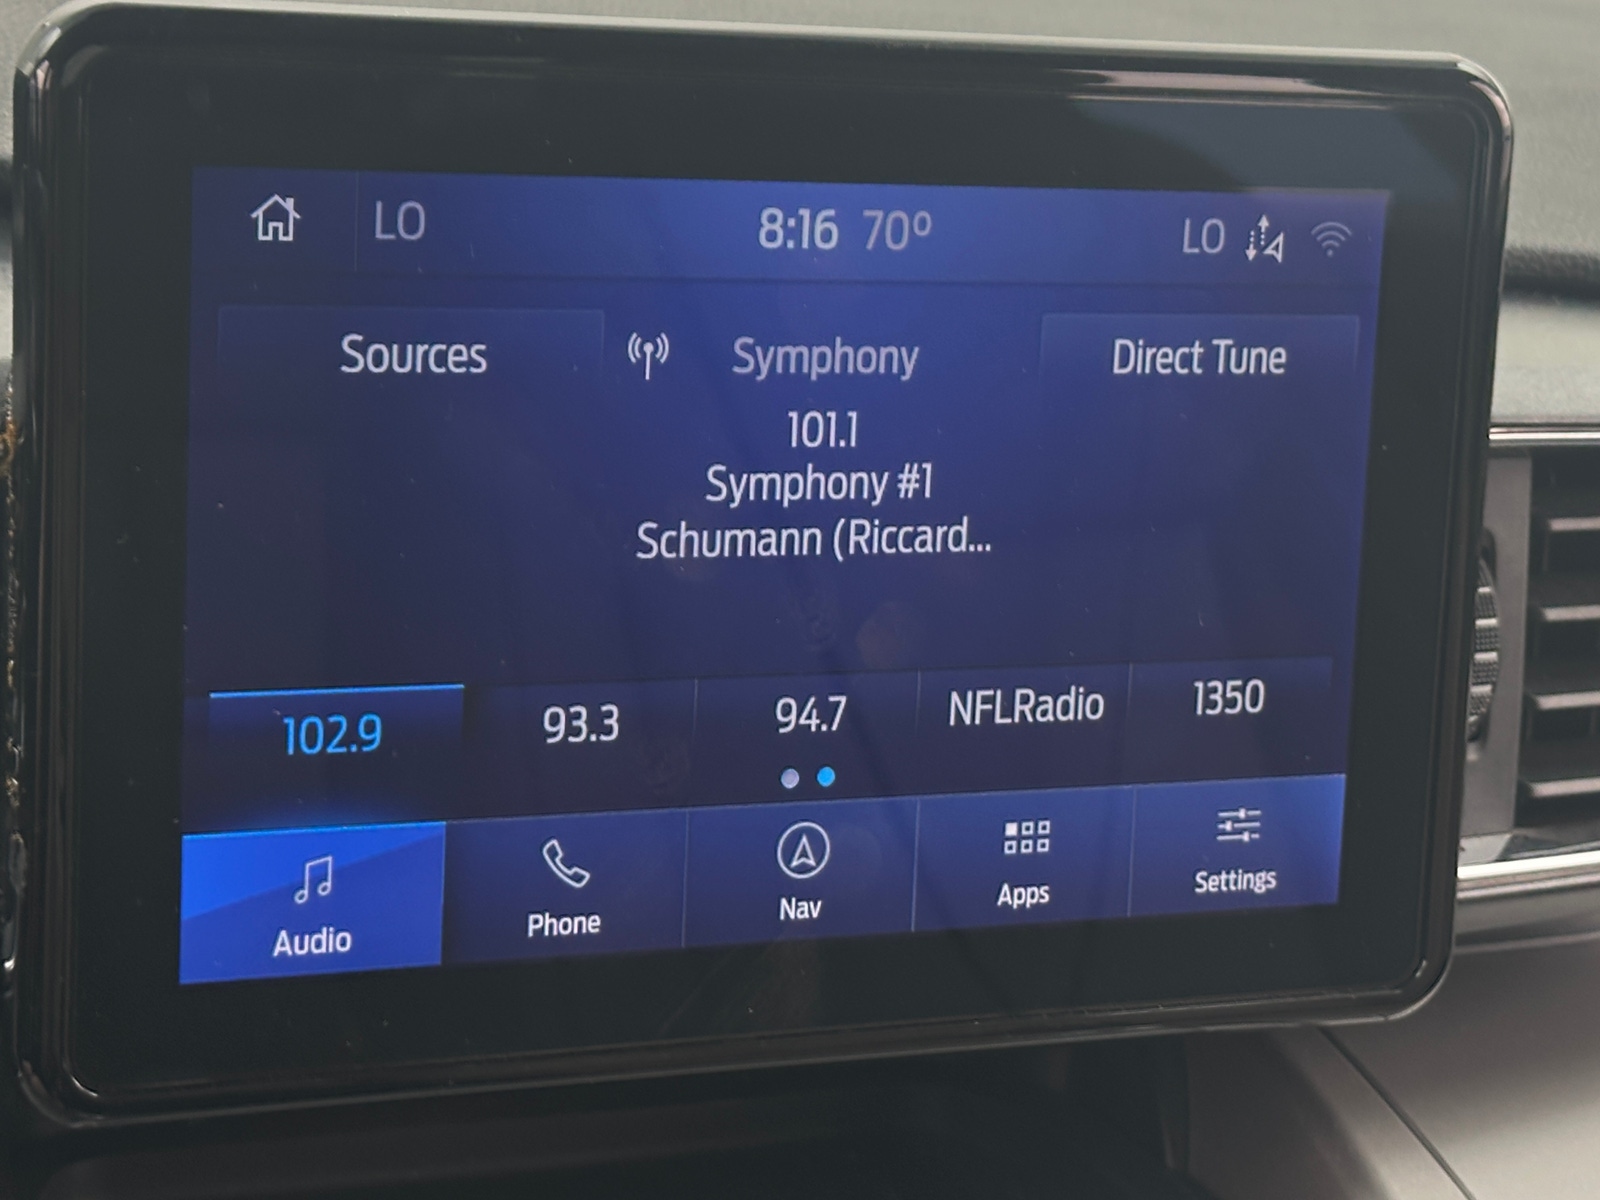 LO 8:16 70° LO
Sources Symphony Direct Tune
101.1
Symphony #1
Schumann (Riccard...
102.9 93.3 94.7 NFLRadio 1350
Audio Phone Nav Apps Settings